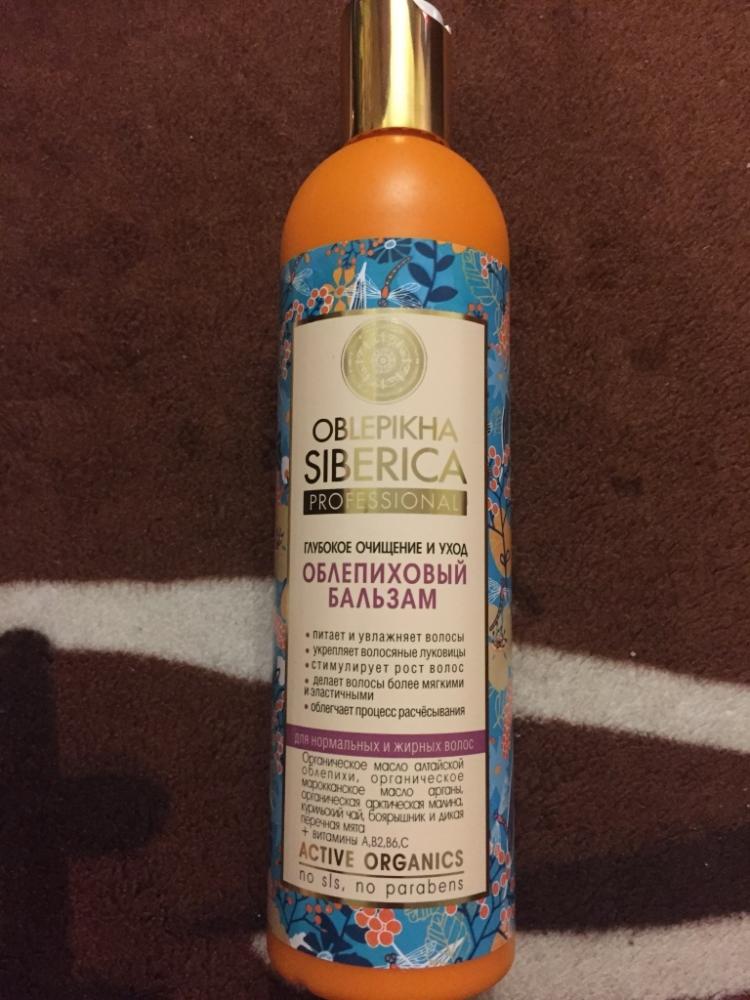 OBLEPIKHA
SIBERICA
PROFESSIONAL
ГЛУБОКОЕ ОЧИЩЕНИЕ И УХОД
ОБЛЕПИХОВЫЙ
БАЛЬЗАМ
• питает и увлажняет волосы
• укрепляет волосяные луковицы
• стимулирует рост волос
• делает волосы более мягкими
и эластичными
• облегчает процесс расчёсывания
для нормальных и жирных волос
Органическое масло алтайской
облепихи, органическое
марокканское масло арганы,
органическая арктическая малина,
курильский чай, боярышник и дикая
перечная мята
+ витамины A,B2,B6,C
ACTIVE ORGANICS
no sls, no parabens